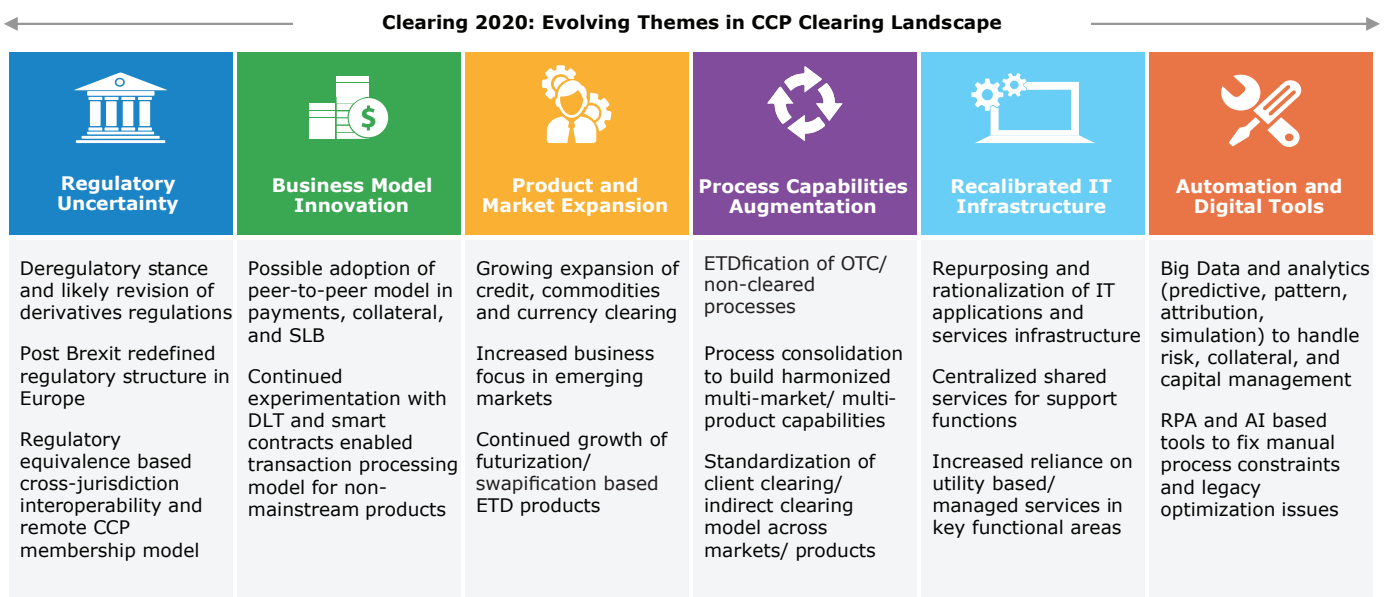 Clearing 2020: Evolving Themes in CCP Clearing Landscape
Regulatory
Uncertainty
Deregulatory stance
and likely revision of
derivatives regulations
Post Brexit redefined
regulatory structure in
Europe
Regulatory
equivalence based
cross-jurisdiction
interoperability and
remote CCP
membership model
$
Business Model
Innovation
Possible adoption of
peer-to-peer model in
payments, collateral,
and SLB
Continued
experimentation with
DLT and smart
contracts enabled
transaction processing
model for non-
mainstream products
Product and
Market Expansion
Growing expansion of
credit, commodities
and currency clearing
Increased business
focus in emerging
markets
Continued growth of
futurization/
swapification based
ETD products
Process Capabilities
Augmentation
ETDfication of OTC/
non-cleared
processes
Process consolidation
to build harmonized
multi-market/ multi-
product capabilities
Standardization of
client clearing/
indirect clearing
model across
markets/ products
Recalibrated IT
Infrastructure
Repurposing and
rationalization of IT
applications and
services infrastructure
Centralized shared
services for support
functions
Increased reliance on
utility based/
managed services in
key functional areas
Automation and
Digital Tools
Big Data and analytics
(predictive, pattern,
attribution,
simulation) to handle
risk, collateral, and
capital management
RPA and AI based
tools to fix manual
process constraints
and legacy
optimization issues